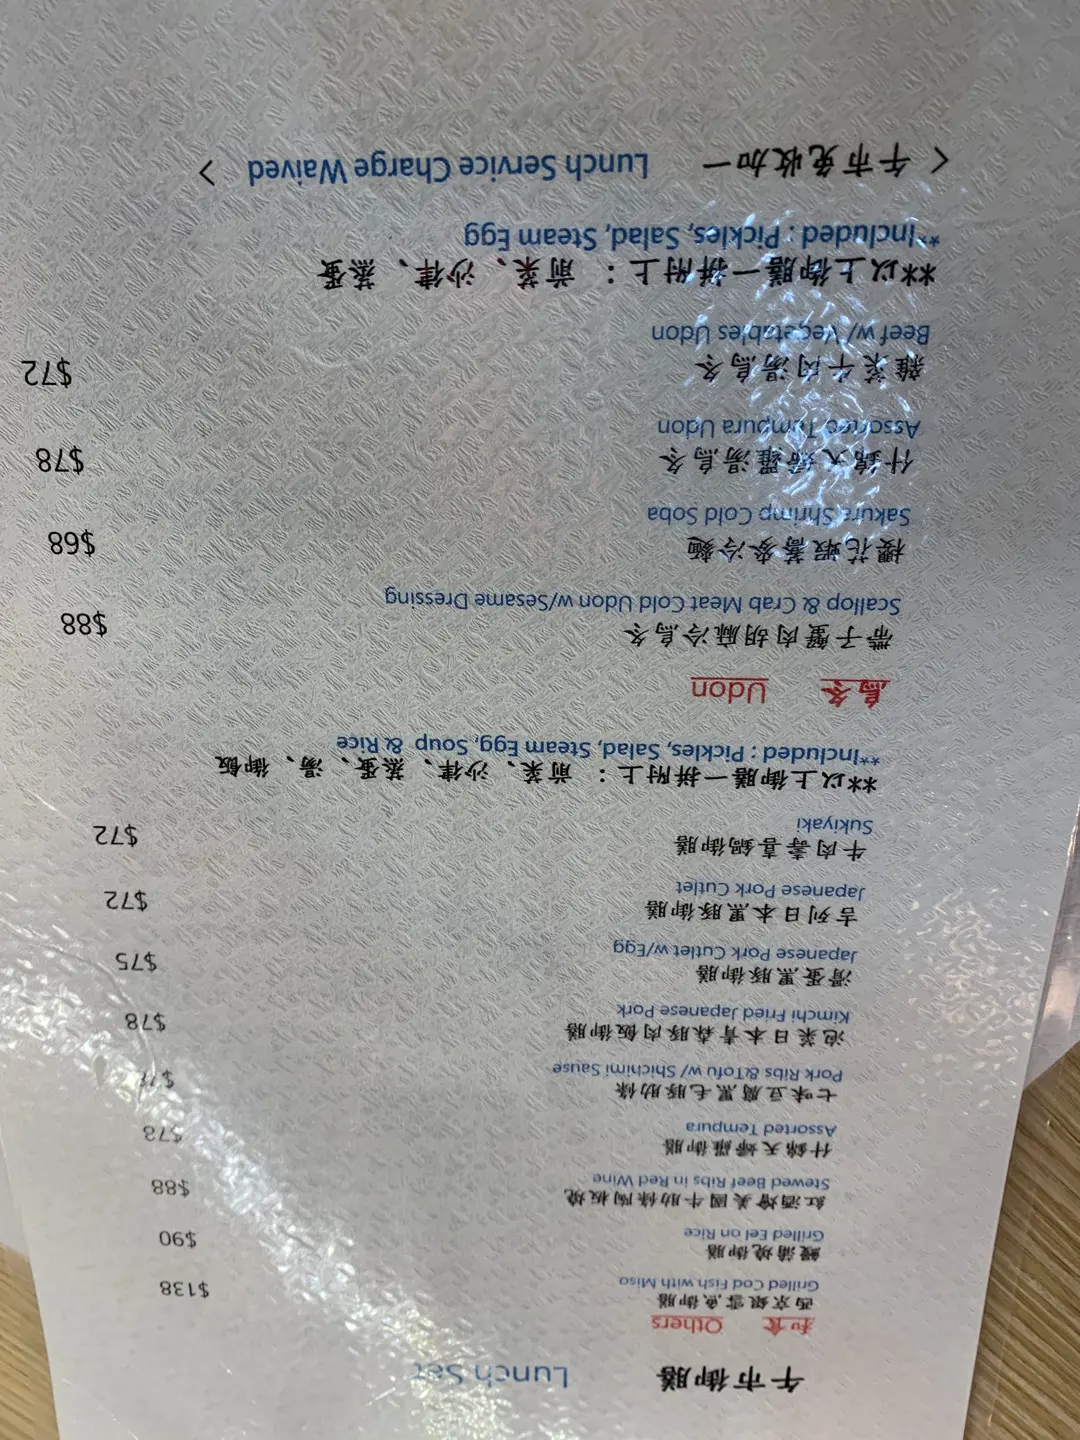 午市御膳 Lunch Set
和食 Others
西京銀雪魚御膳 $138
Grilled Cod Fish with Miso
鰻蒲燒御膳 $90
Grilled Eel on Rice
紅酒燴美國牛肋條陶板燒 $88
Stewed Beef Ribs in Red Wine
什錦天婦羅御膳 $78
Assorted Tempura
七味豆腐黑毛豚肋條
Pork Ribs &Tofu w/ Shichimi Sause
泡菜日本青森豚肉飯御膳 $78
Kimchi Fried Japanese Pork
滑蛋黑豚御膳 $75
Japanese Pork Cutlet w/Egg
吉列日本黑豚御膳 $72
Japanese Pork Cutlet
牛肉壽喜鍋御膳 $72
Sukiyaki
**以上御膳一拼附上： 前菜、沙律、蒸蛋、湯、御飯
**Included : Pickles, Salad, Steam Egg, Soup & Rice
烏冬 Udon
帶子蟹肉胡麻冷烏冬 $88
Scallop & Crab Meat Cold Udon w/Sesame Dressing
櫻花蝦蕎麥冷麵 $68
Sakura Shrimp Cold Soba
什錦天婦羅湯烏冬 $78
Assorted Tempura Udon
雜菜牛肉湯烏冬 $72
Beef w/ Vegetables Udon
**以上御膳一拼附上： 前菜、沙律、蒸蛋
**Included : Pickles, Salad, Steam Egg
< 午市免收加一 Lunch Service Charge Waived >